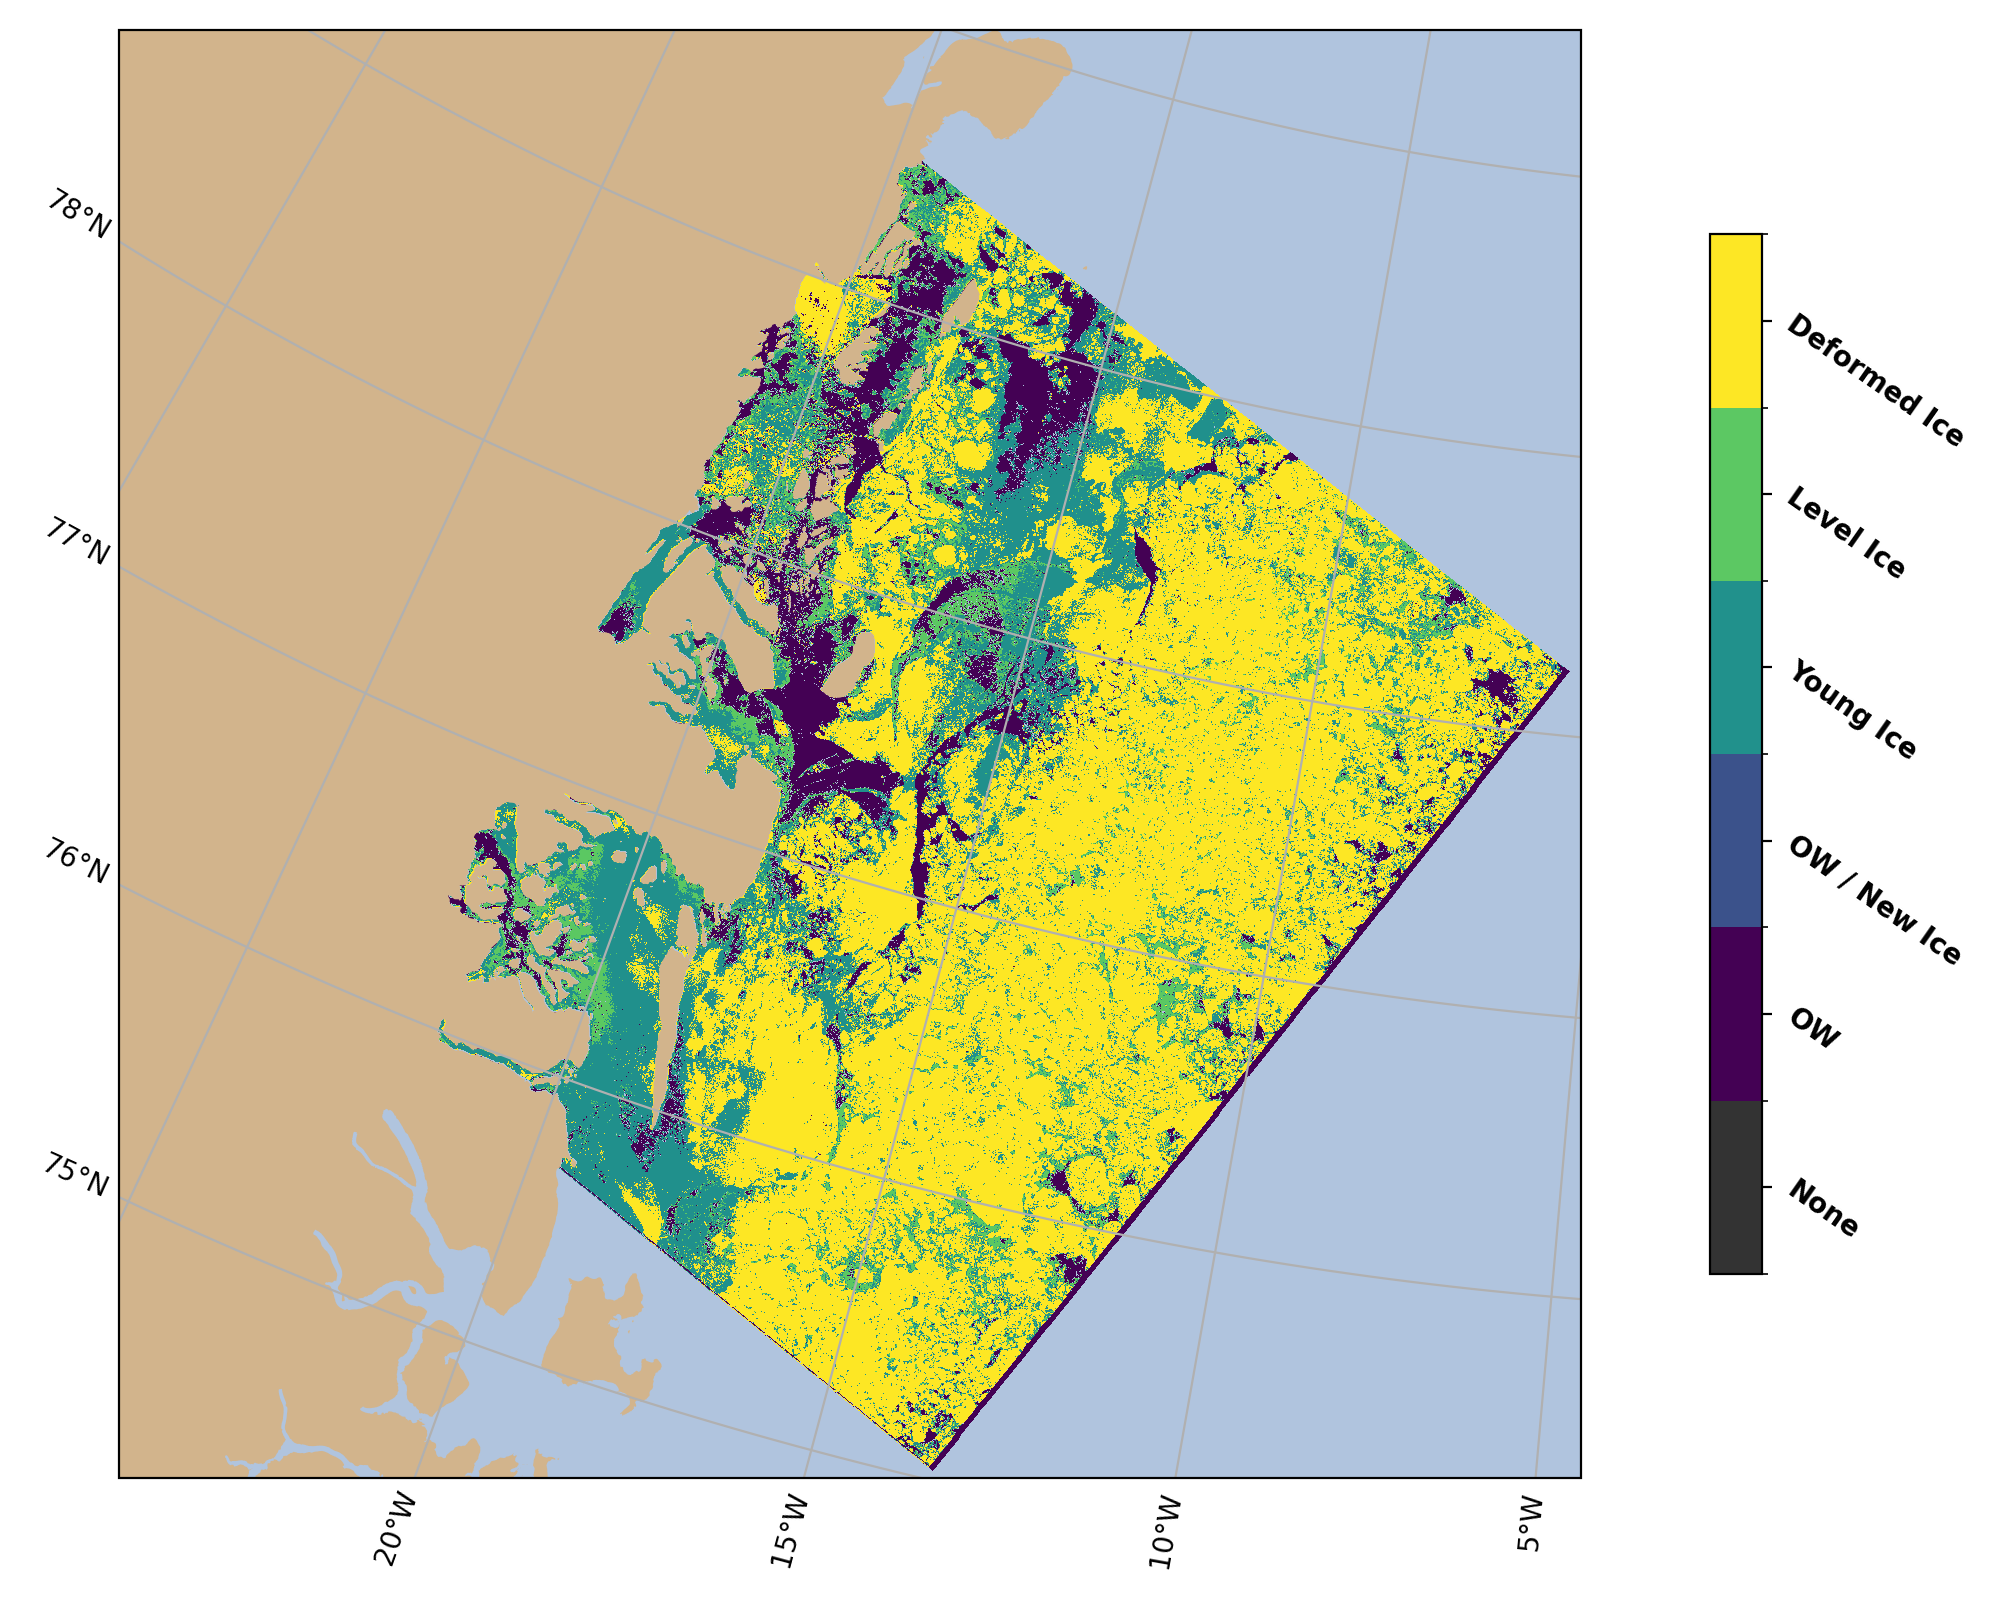 78°N
77°N
76°N
75°N
20°W
15°W
10°W
5°W
Deformed Ice
Level Ice
Young Ice
OW / New Ice
OW
None